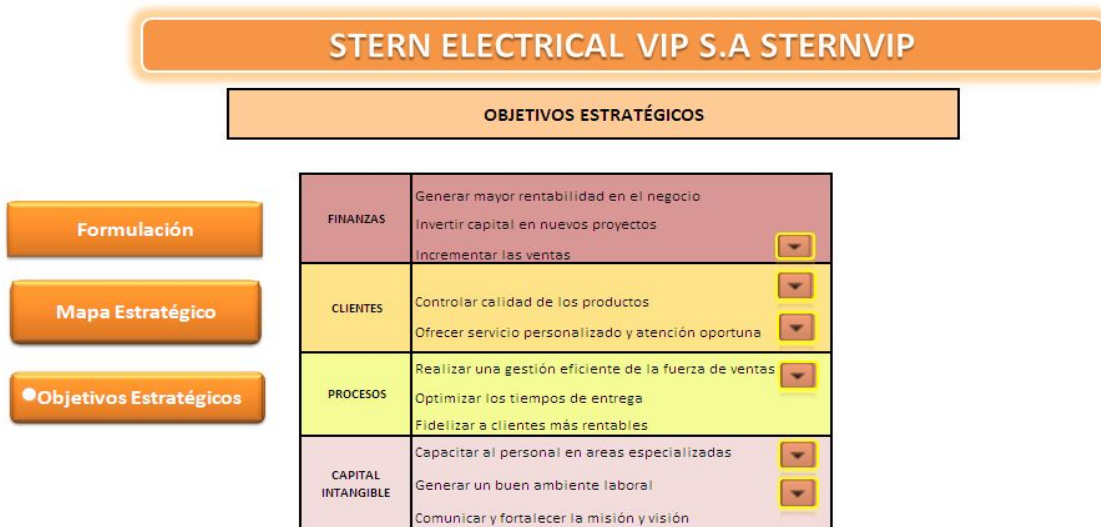 STERN ELECTRICAL VIP S.A STERNVIP
OBJETIVOS ESTRATÉGICOS
Formulación
Mapa Estratégico
Objetivos Estratégicos
FINANZAS
Generar mayor rentabilidad en el negocio
Invertir capital en nuevos proyectos
Incrementar las ventas
CLIENTES
Controlar calidad de los productos
Ofrecer servicio personalizado y atención oportuna
PROCESOS
Realizar una gestión eficiente de la fuerza de ventas
Optimizar los tiempos de entrega
Fidelizar a clientes más rentables
CAPITAL
INTANGIBLE
Capacitar al personal en areas especializadas
Generar un buen ambiente laboral
Comunicar y fortalecer la misión y visión